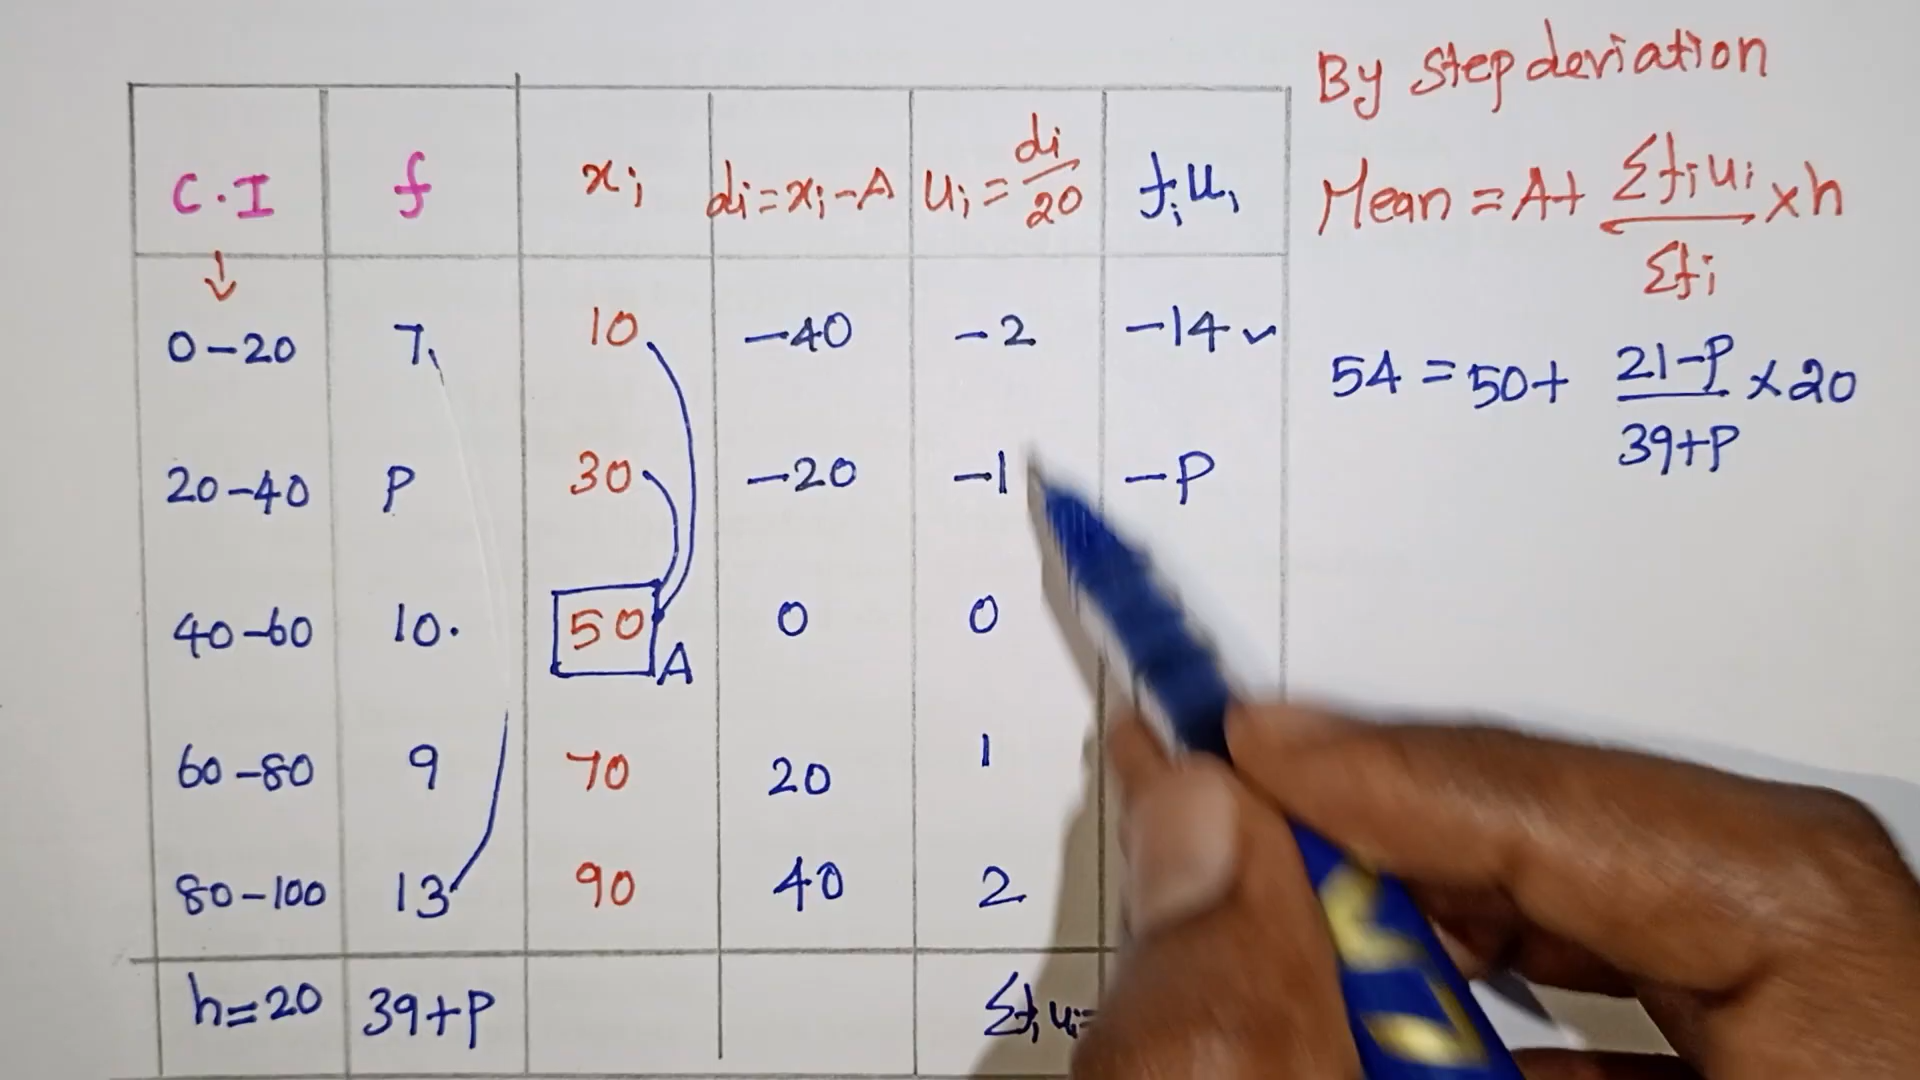 By Step deviation
C.I f xi di=xi-A ui=di/20 fiui
Mean = A+ Σfiui/Σfi ×h
↓
0-20 7 10 -40 -2 -14
54 = 50+ 21-P/39+P ×20
20-40 P 30 -20 -1 -P
40-60 10 50 0 0
A
60-80 9 70 20 1
80-100 13 90 40 2
h=20 39+P Σfiui=